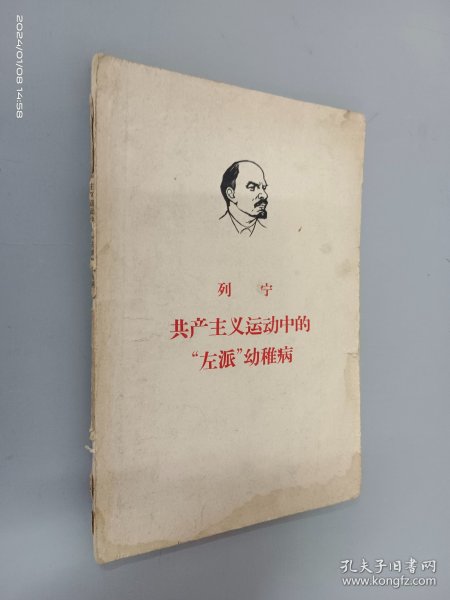 2024/01/08 14:58
列宁
共产主义运动中的
“左派”幼稚病
孔夫子旧书网
www.kongfz.com